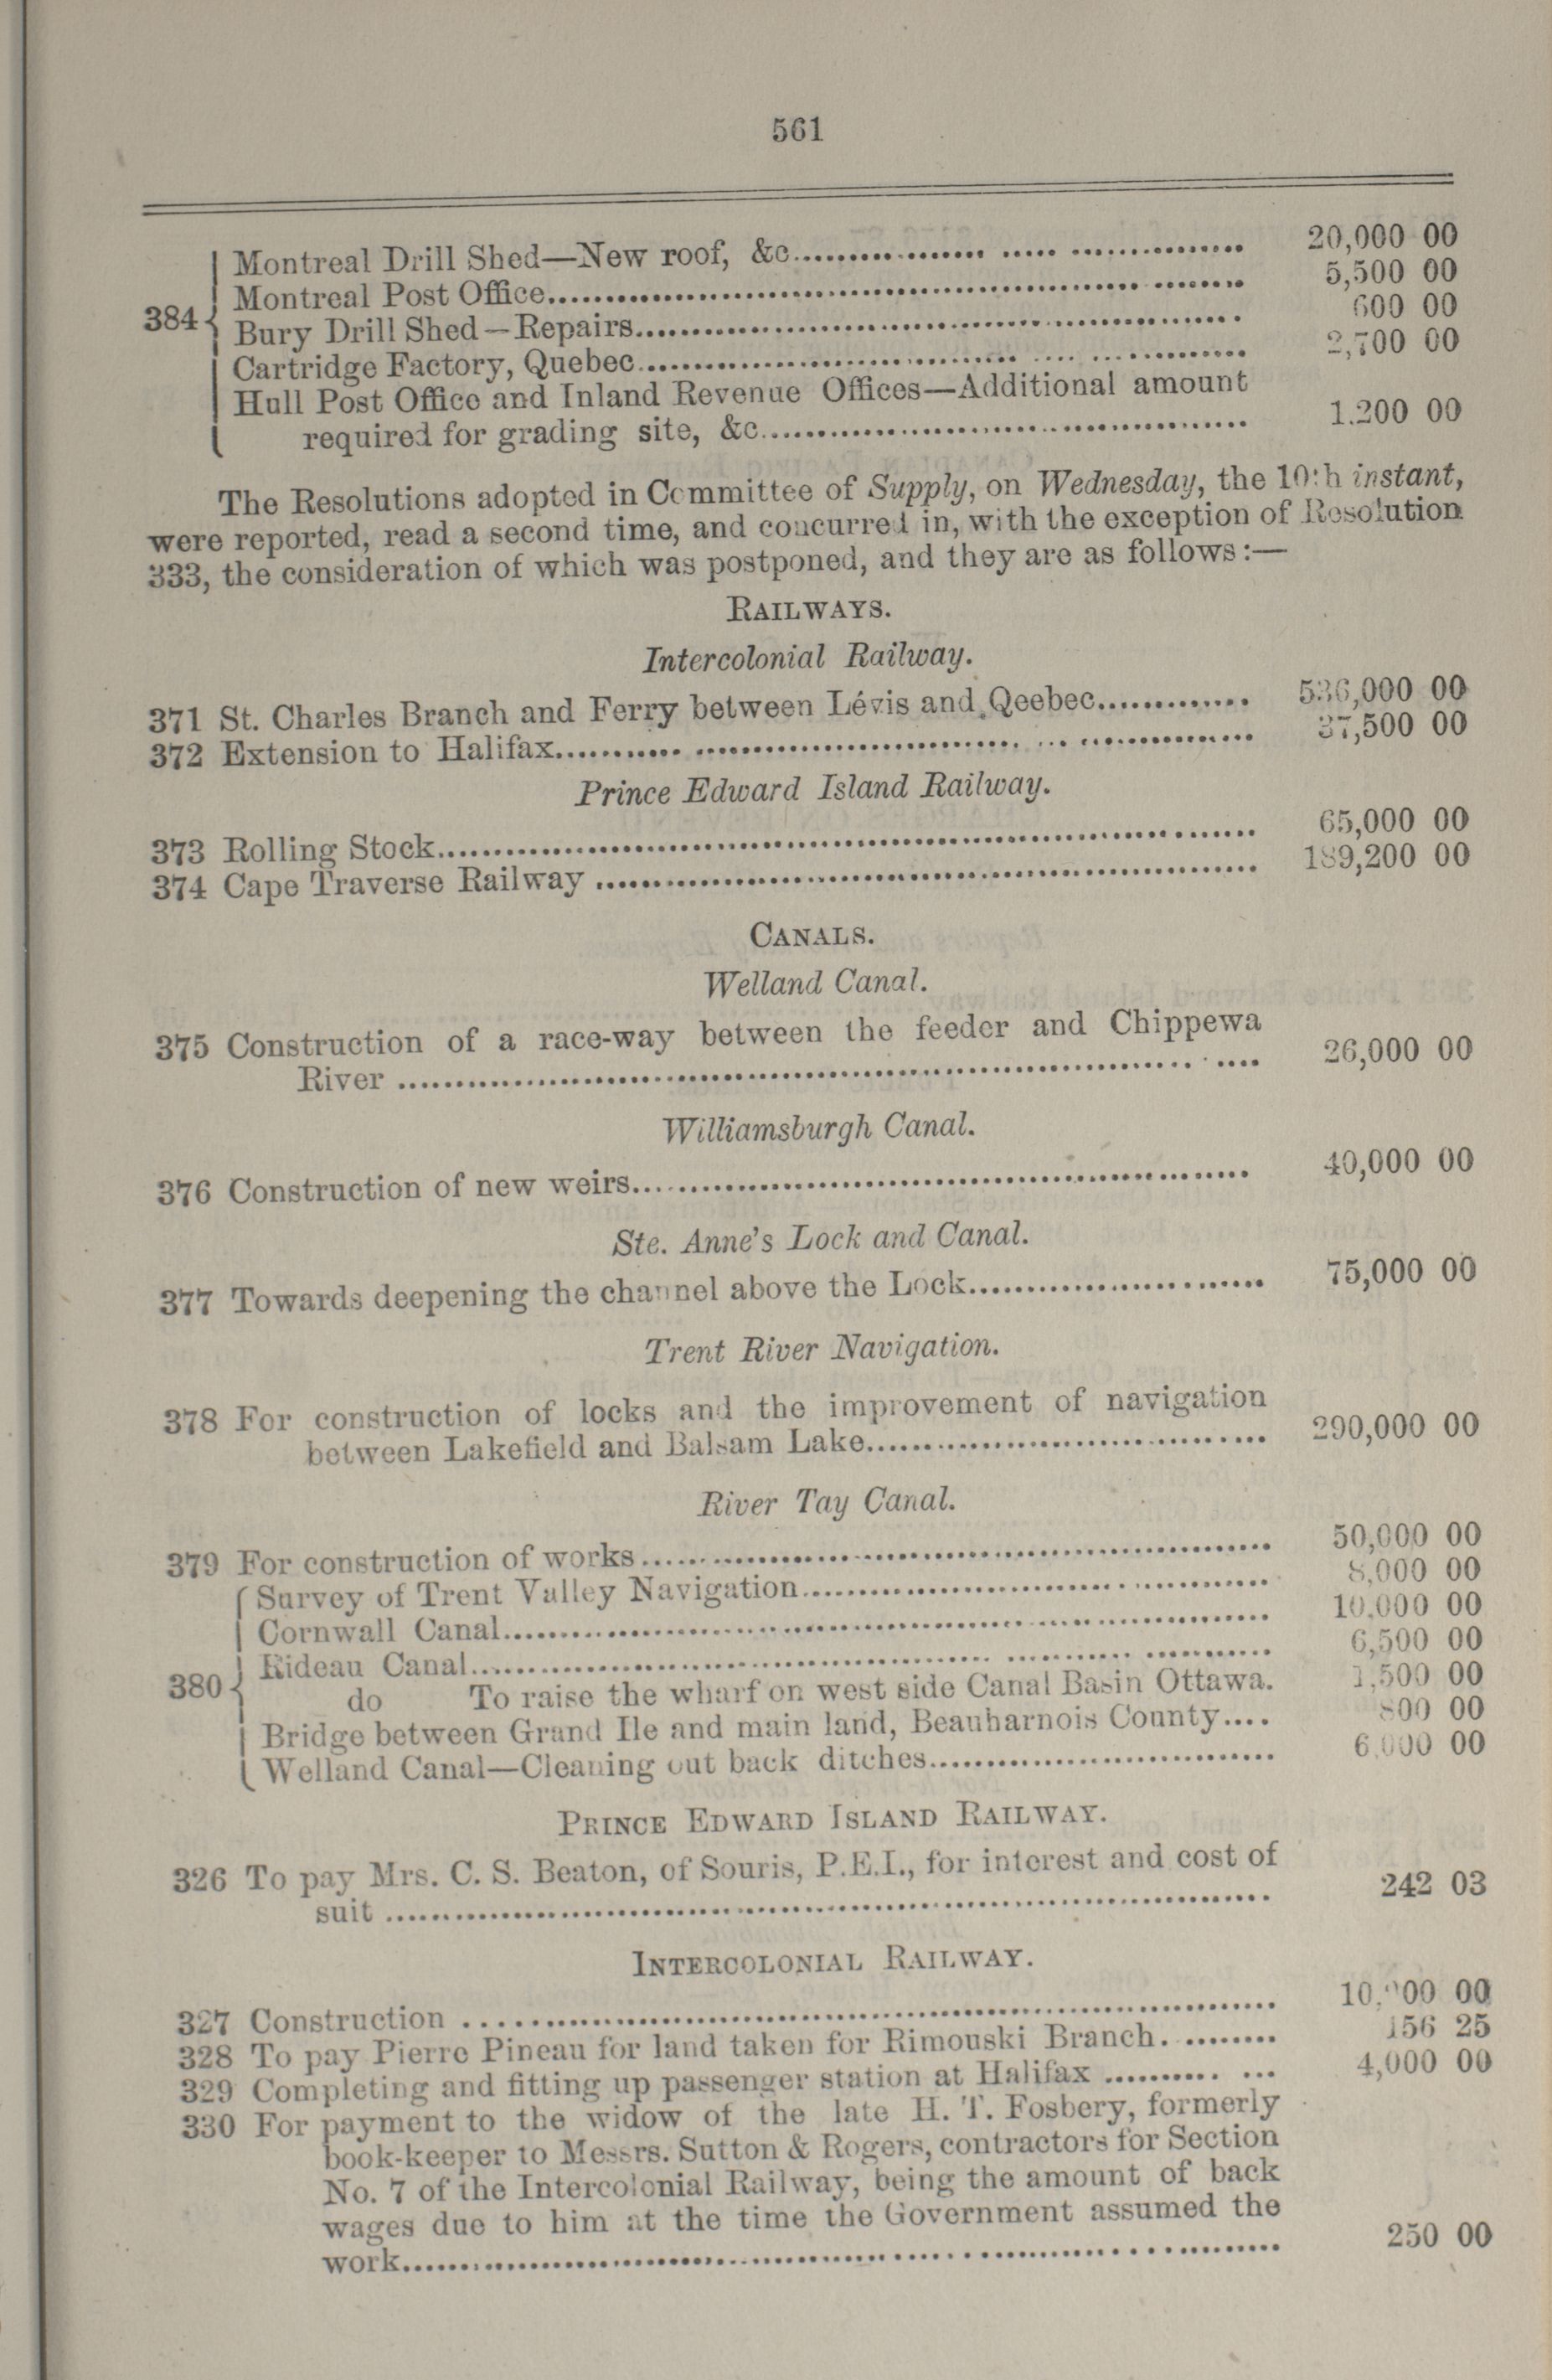 561
Montreal Drill Shed—New roof, &c. 20,000 00
Montreal Post Office 5,500 00
384 Bury Drill Shed—Repairs 600 00
Cartridge Factory, Quebec 2,700 00
Hull Post Office and Inland Revenue Offices—Additional amount
required for grading site, &c. 1.200 00
The Resolutions adopted in Committee of Supply, on Wednesday, the 10th instant,
were reported, read a second time, and concurred in, with the exception of Resolution
333, the consideration of which was postponed, and they are as follows:—
RAILWAYS.
Intercolonial Railway.
371 St. Charles Branch and Ferry between Lévis and Qeebec 536,000 00
372 Extension to Halifax 37,500 00
Prince Edward Island Railway.
373 Rolling Stock 65,000 00
374 Cape Traverse Railway 189,200 00
CANALS.
Welland Canal.
375 Construction of a race-way between the feeder and Chippewa
River 26,000 00
Williamsburgh Canal.
376 Construction of new weirs 40,000 00
Ste. Anne's Lock and Canal.
377 Towards deepening the channel above the Lock 75,000 00
Trent River Navigation.
378 For construction of locks and the improvement of navigation
between Lakefield and Balsam Lake 290,000 00
River Tay Canal.
379 For construction of works 50,000 00
Survey of Trent Valley Navigation 8,000 00
Cornwall Canal 10,000 00
380 Rideau Canal 6,500 00
do To raise the wharf on west side Canal Basin Ottawa. 1,500 00
Bridge between Grand Ile and main land, Beauharnois County 800 00
Welland Canal—Cleaning out back ditches 6,000 00
PRINCE EDWARD ISLAND RAILWAY.
326 To pay Mrs. C. S. Beaton, of Souris, P.E.I., for interest and cost of
suit 242 03
INTERCOLONIAL RAILWAY.
327 Construction 00
328 To pay Pierre Pineau for land taken for Rimouski Branch 156 25
329 Completing and fitting up passenger station at Halifax 4,000 00
330 For payment to the widow of the late H. T. Fosbery, formerly
book-keeper to Messrs. Sutton & Rogers, contractors for Section
No. 7 of the Intercolonial Railway, being the amount of back
wages due to him at the time the Government assumed the
work 250 00